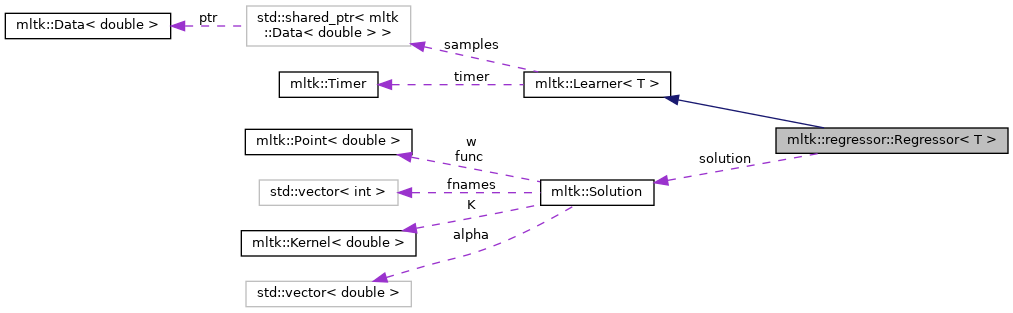 mltk::Data< double >
ptr
std::shared_ptr< mltk
::Data< double > >
samples
mltk::Timer
timer
mltk::Learner< T >
mltk::regressor::Regressor< T >
mltk::Point< double >
w
func
solution
std::vector< int >
fnames
mltk::Solution
K
mltk::Kernel< double >
alpha
std::vector< double >